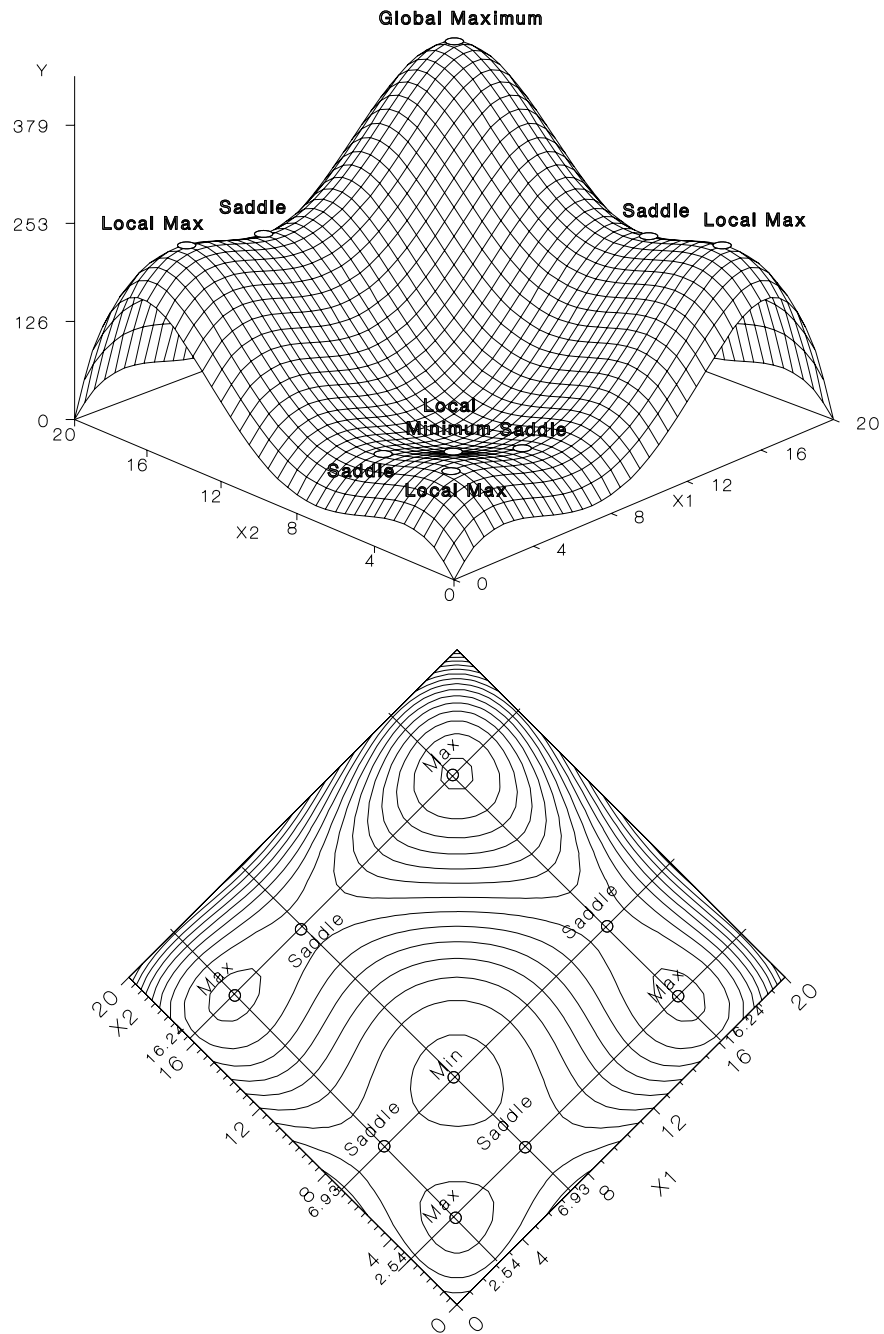 Global Maximum
Y
379
Saddle
Saddle
Local Max
253
Local Max
126
Local
Minimum Saddle
0
20
20
Saddle
16
16
Local Max
12
12
X1
X2
8
8
4
4
0
0
Max
Saddle
Saddle
Max
Max
20
20
X2
16.24
16.24
16
16
Min
Saddle
Saddle
12
12
X1
8
8
6.93
6.93
Max
4
4
2.54
2.54
0
0